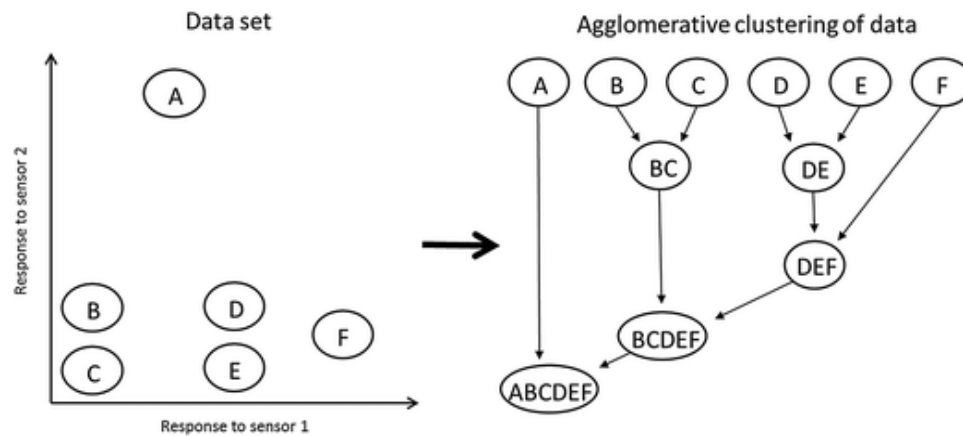 Data set
Response to sensor 2
A
B
D
F
C
E
Response to sensor 1
Agglomerative clustering of data
A B C D E F
BC DE
DEF
BCDEF
ABCDEF